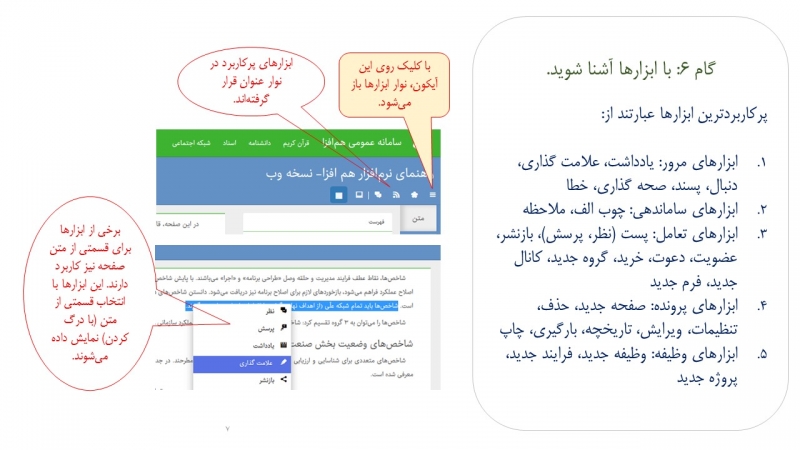 گام ۶: با ابزارها آشنا شوید.
پرکاربردترین ابزارها عبارتند از:
۱. ابزارهای مرور: یادداشت، علامت گذاری،
دنبال، پسند، صحه گذاری، خطا
۲. ابزارهای ساماندهی: چوب الف، ملاحظه
۳. ابزارهای تعامل: پست (نظر، پرسش)، بازنشر،
عضویت، دعوت، خرید، گروه جدید، کانال
جدید، فرم جدید
۴. ابزارهای پرونده: صفحه جدید، حذف،
تنظیمات، ویرایش، تاریخچه، بارگیری، چاپ
۵. ابزارهای وظیفه: وظیفه جدید، فرایند جدید،
پروژه جدید
با کلیک روی این
آیکون، نوار ابزارها باز
می‌شود.
ابزارهای پرکاربرد در
نوار عنوان قرار
گرفته‌اند.
سامانه عمومی هم‌افزا قرآن کریم دانشنامه اسناد شبکه اجتماعی
راهنمای نرم‌افزار هم افزا- نسخه وب
متن
فهرست
در این صفحه،
شاخص‌ها، نقاط عطف فرایند مدیریت و حلقه وصل «طراحی برنامه» و «اجرا» می‌باشند. با پایش شاخص
اصلاح عملکرد فراهم می‌شود، بازخوردهای لازم برای اصلاح برنامه نیز دریافت می‌شود. دانستن شاخص‌های
است. شاخص‌ها باید تمام شبکه علّی (از اهداف
شاخص‌ها را می‌توان به ۳ گروه تقسیم کرد: عملکرد سازمانی
شاخص‌های وضعیت بخش صنعت
شاخص‌های متعددی برای شناسایی و ارزیابی مطرحند. در جد
معرفی شده است.
نظر
پرسش
یادداشت
علامت گذاری
بازنشر
برخی از ابزارها
برای قسمتی از متن
صفحه نیز کاربرد
دارند. این ابزارها با
انتخاب قسمتی از
متن (با درگ
کردن) نمایش داده
می‌شوند.
۷